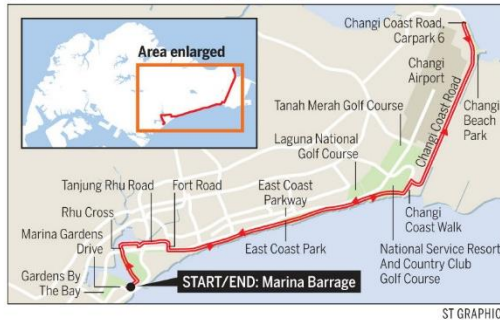 Changi Coast Road,
Carpark 6
Area enlarged
Changi
Airport
Tanah Merah Golf Course
Changi Coast Road
Changi
Beach
Park
Laguna National
Golf Course
Tanjung Rhu Road
Fort Road
East Coast
Parkway
Rhu Cross
Changi
Coast Walk
Marina Gardens
Drive
East Coast Park
National Service Resort
And Country Club
Golf Course
Gardens By
The Bay
START/END: Marina Barrage
ST GRAPHIC